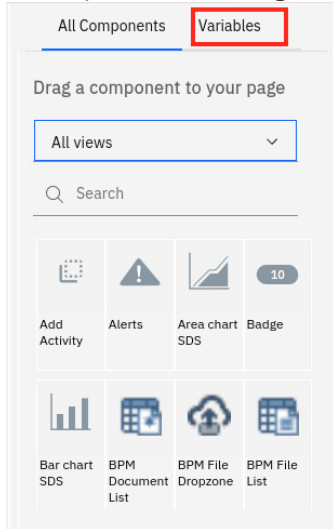 All Components Variables
Drag a component to your page
All views
Search
10
Add Alerts Area chart Badge
Activity SDS
Bar chart BPM BPM File BPM File
SDS Document Dropzone List
List